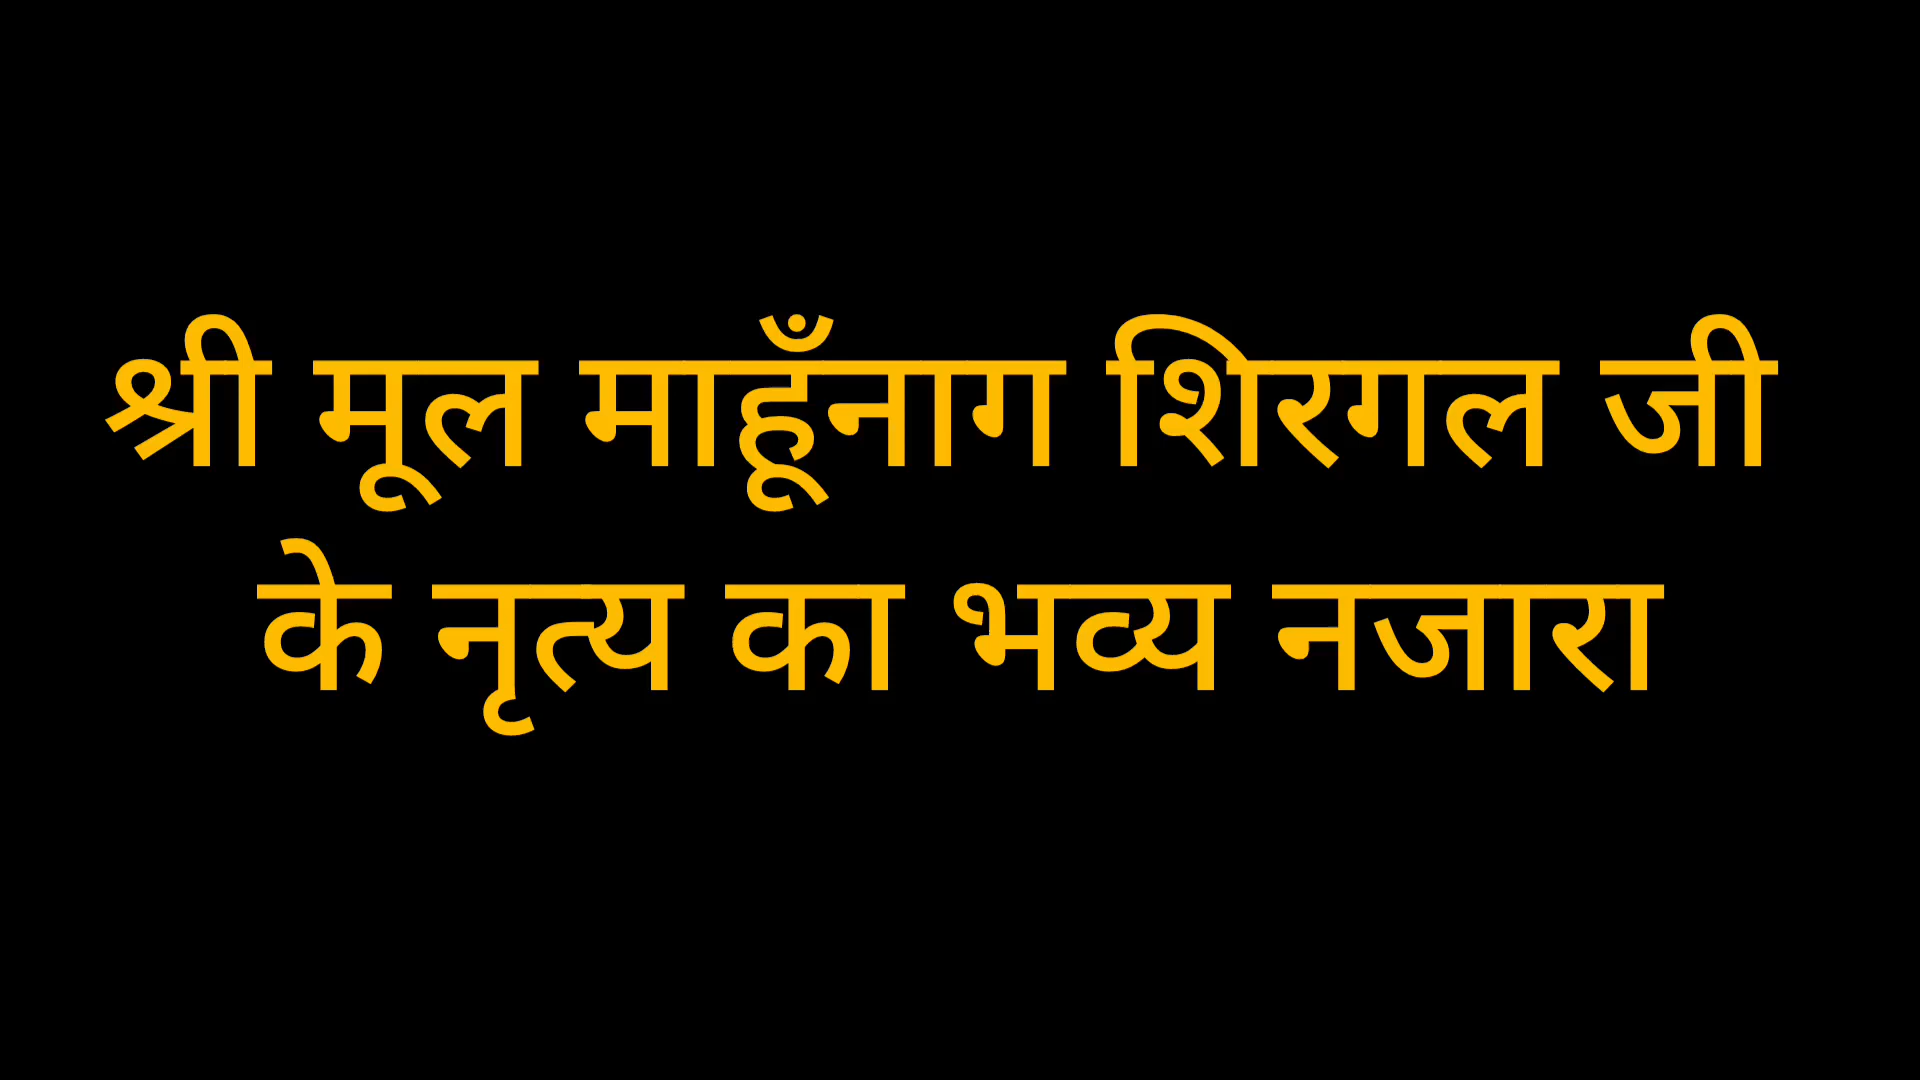 श्री मूल माहूँनाग शिरगल जी
के नृत्य का भव्य नजारा